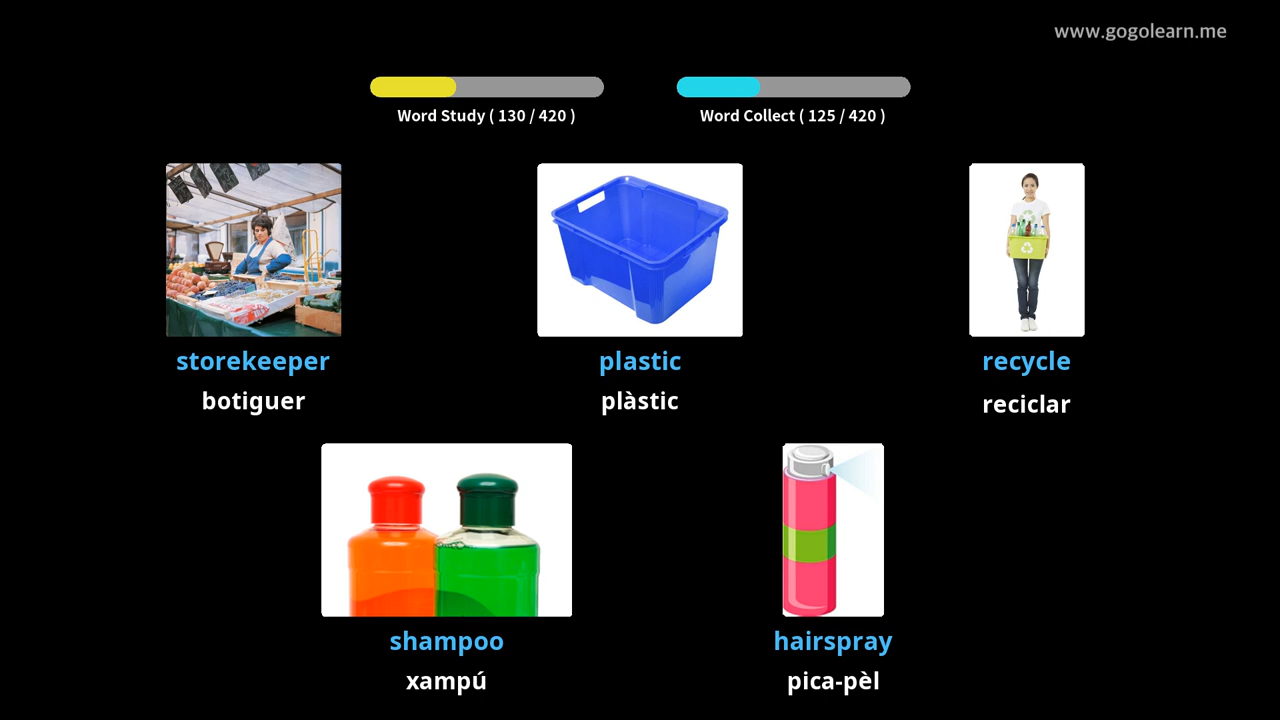 www.gogolearn.me
Word Study ( 130 / 420 )
Word Collect ( 125 / 420 )
storekeeper
botiguer
plastic
plàstic
recycle
reciclar
shampoo
xampú
hairspray
pica-pèl